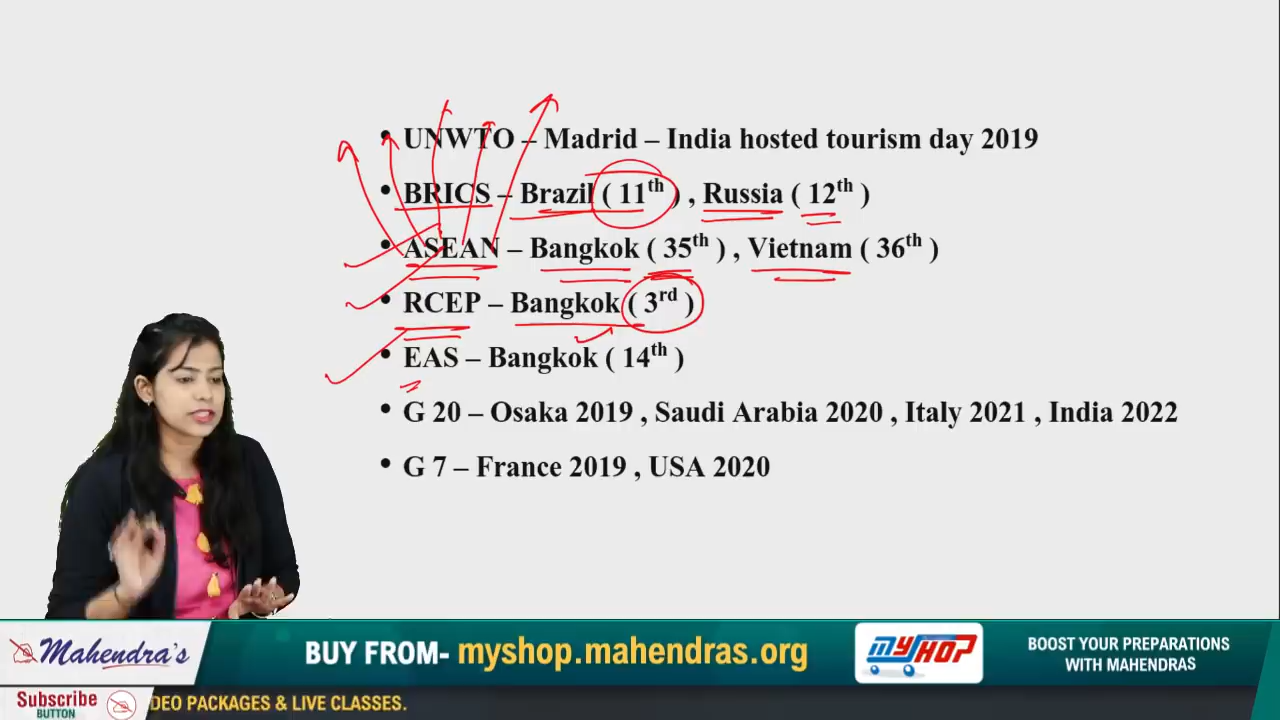 • UNWTO – Madrid – India hosted tourism day 2019
• BRICS – Brazil ( 11th ) , Russia ( 12th )
• ASEAN – Bangkok ( 35th ) , Vietnam ( 36th )
• RCEP – Bangkok ( 3rd )
• EAS – Bangkok ( 14th )
• G 20 – Osaka 2019 , Saudi Arabia 2020 , Italy 2021 , India 2022
• G 7 – France 2019 , USA 2020
Mahendra's
BUY FROM- myshop.mahendras.org
MYSHOP
BOOST YOUR PREPARATIONS
WITH MAHENDRAS
Subscribe
BUTTON
DEO PACKAGES & LIVE CLASSES.